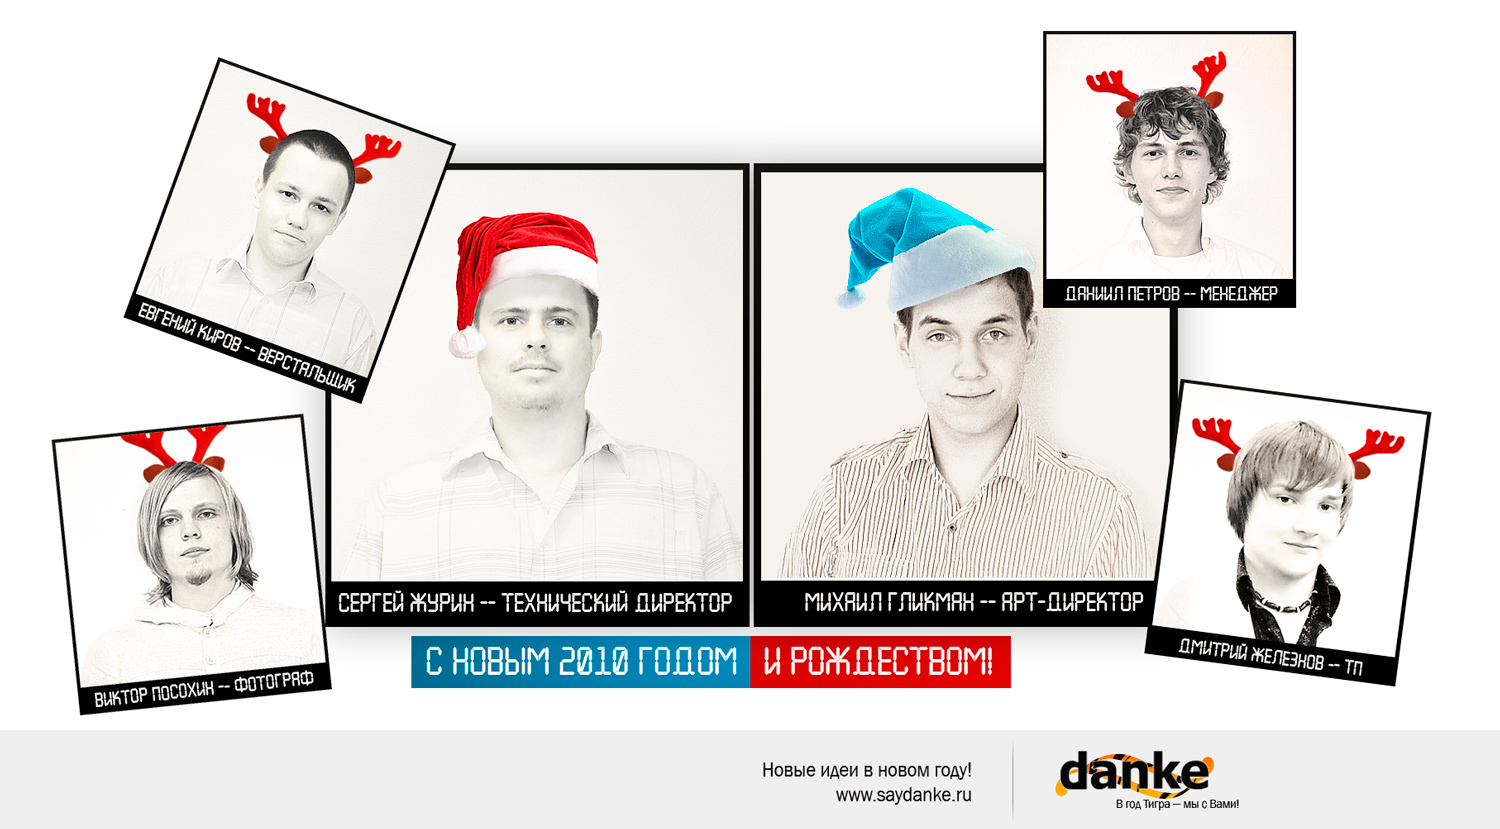 ЕВГЕНИЙ КИРОВ -- ВЕРСТАЛЬЩИК
ДАНИИЛ ПЕТРОВ -- МЕНЕДЖЕР
СЕРГЕЙ ЖУРИН -- ТЕХНИЧЕСКИЙ ДИРЕКТОР
МИХАИЛ ГЛИКМАН -- АРТ-ДИРЕКТОР
ВИКТОР ПОСОХИН -- ФОТОГРАФ
ДМИТРИЙ ЖЕЛЕЗНОВ -- ТП
С НОВЫМ 2010 ГОДОМ И РОЖДЕСТВОМ!
Новые идеи в новом году!
www.saydanke.ru
danke
В год Тигра — мы с Вами!